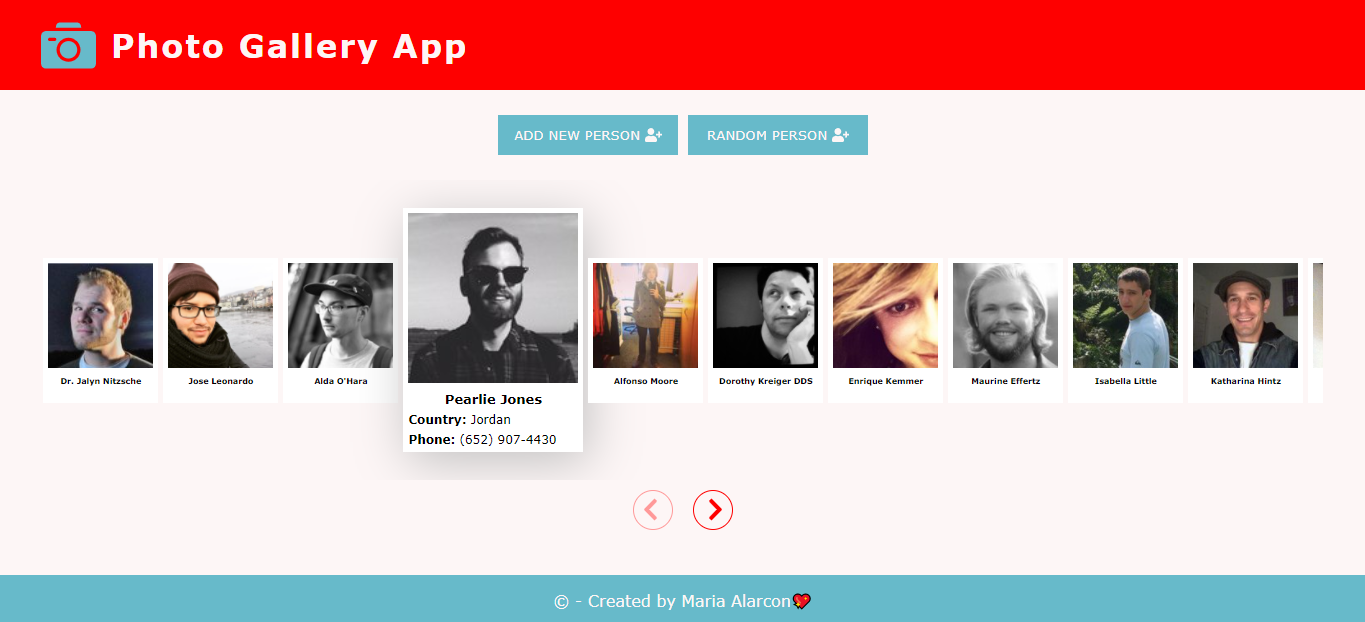 Photo Gallery App
ADD NEW PERSON
RANDOM PERSON
Dr. Jalyn Nitzsche
Jose Leonardo
Alda O'Hara
Pearlie Jones
Country: Jordan
Phone: (652) 907-4430
Alfonso Moore
Dorothy Kreiger DDS
Enrique Kemmer
Maurine Effertz
Isabella Little
Katharina Hintz
© - Created by Maria Alarcon💘